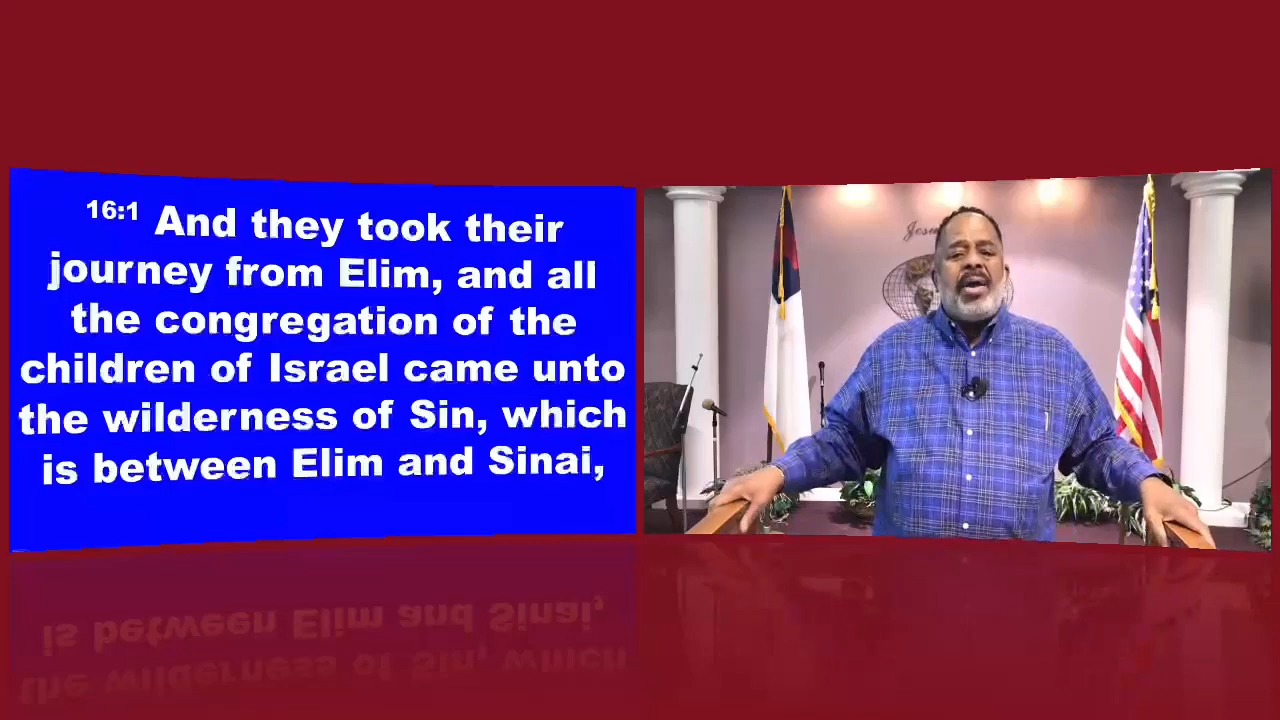 16:1 And they took their
journey from Elim, and all
the congregation of the
children of Israel came unto
the wilderness of Sin, which
is between Elim and Sinai,